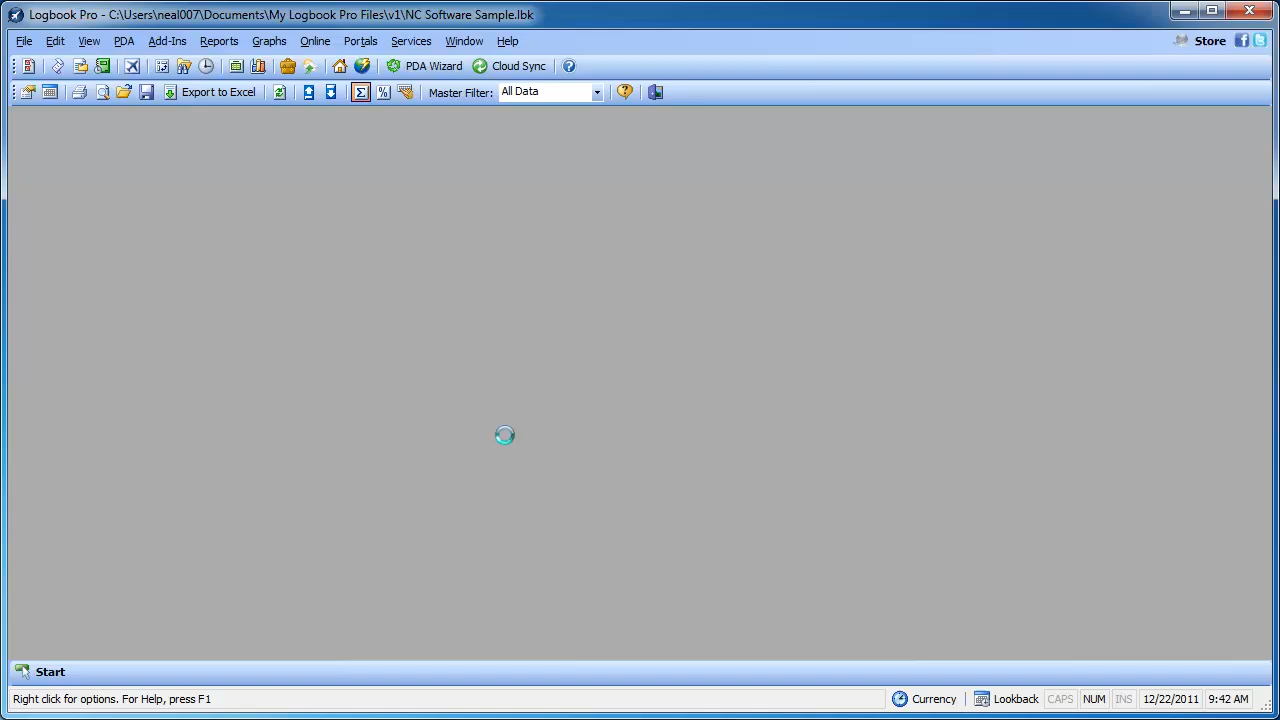 Logbook Pro - C:\Users\neal007\Documents\My Logbook Pro Files\v1\NC Software Sample.lbk
File Edit View PDA Add-Ins Reports Graphs Online Portals Services Window Help Store
PDA Wizard Cloud Sync
Export to Excel Master Filter: All Data
Start
Right click for options. For Help, press F1 Currency Lookback CAPS NUM INS 12/22/2011 9:42 AM